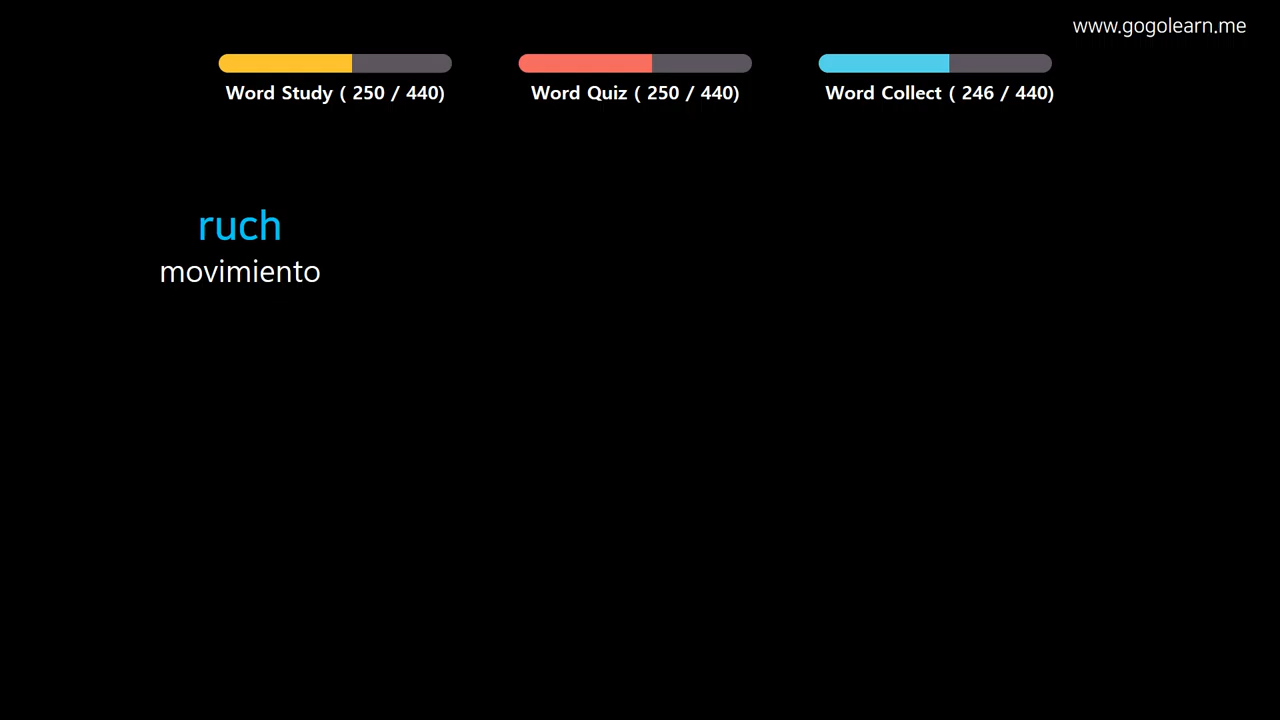 www.gogolearn.me
Word Study ( 250 / 440)
Word Quiz ( 250 / 440)
Word Collect ( 246 / 440)
ruch
movimiento